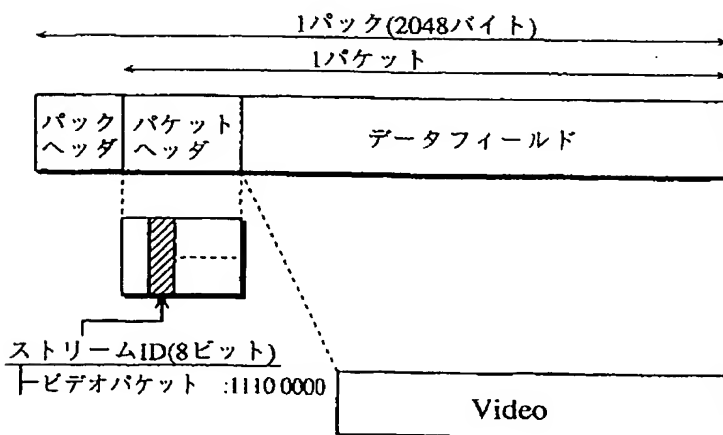 1パック(2048バイト)
1パケット
パック
ヘッダ
パケット
ヘッダ
データフィールド
ストリームID(8ビット)
ビデオパケット :1110 0000
Video